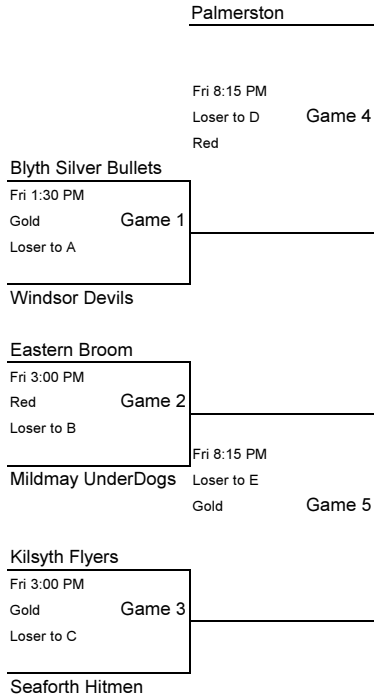 Palmerston
Fri 8:15 PM
Loser to D Game 4
Red
Blyth Silver Bullets
Fri 1:30 PM
Gold Game 1
Loser to A
Windsor Devils
Eastern Broom
Fri 3:00 PM
Red Game 2
Loser to B
Fri 8:15 PM
Mildmay UnderDogs Loser to E
Gold Game 5
Kilsyth Flyers
Fri 3:00 PM
Gold Game 3
Loser to C
Seaforth Hitmen